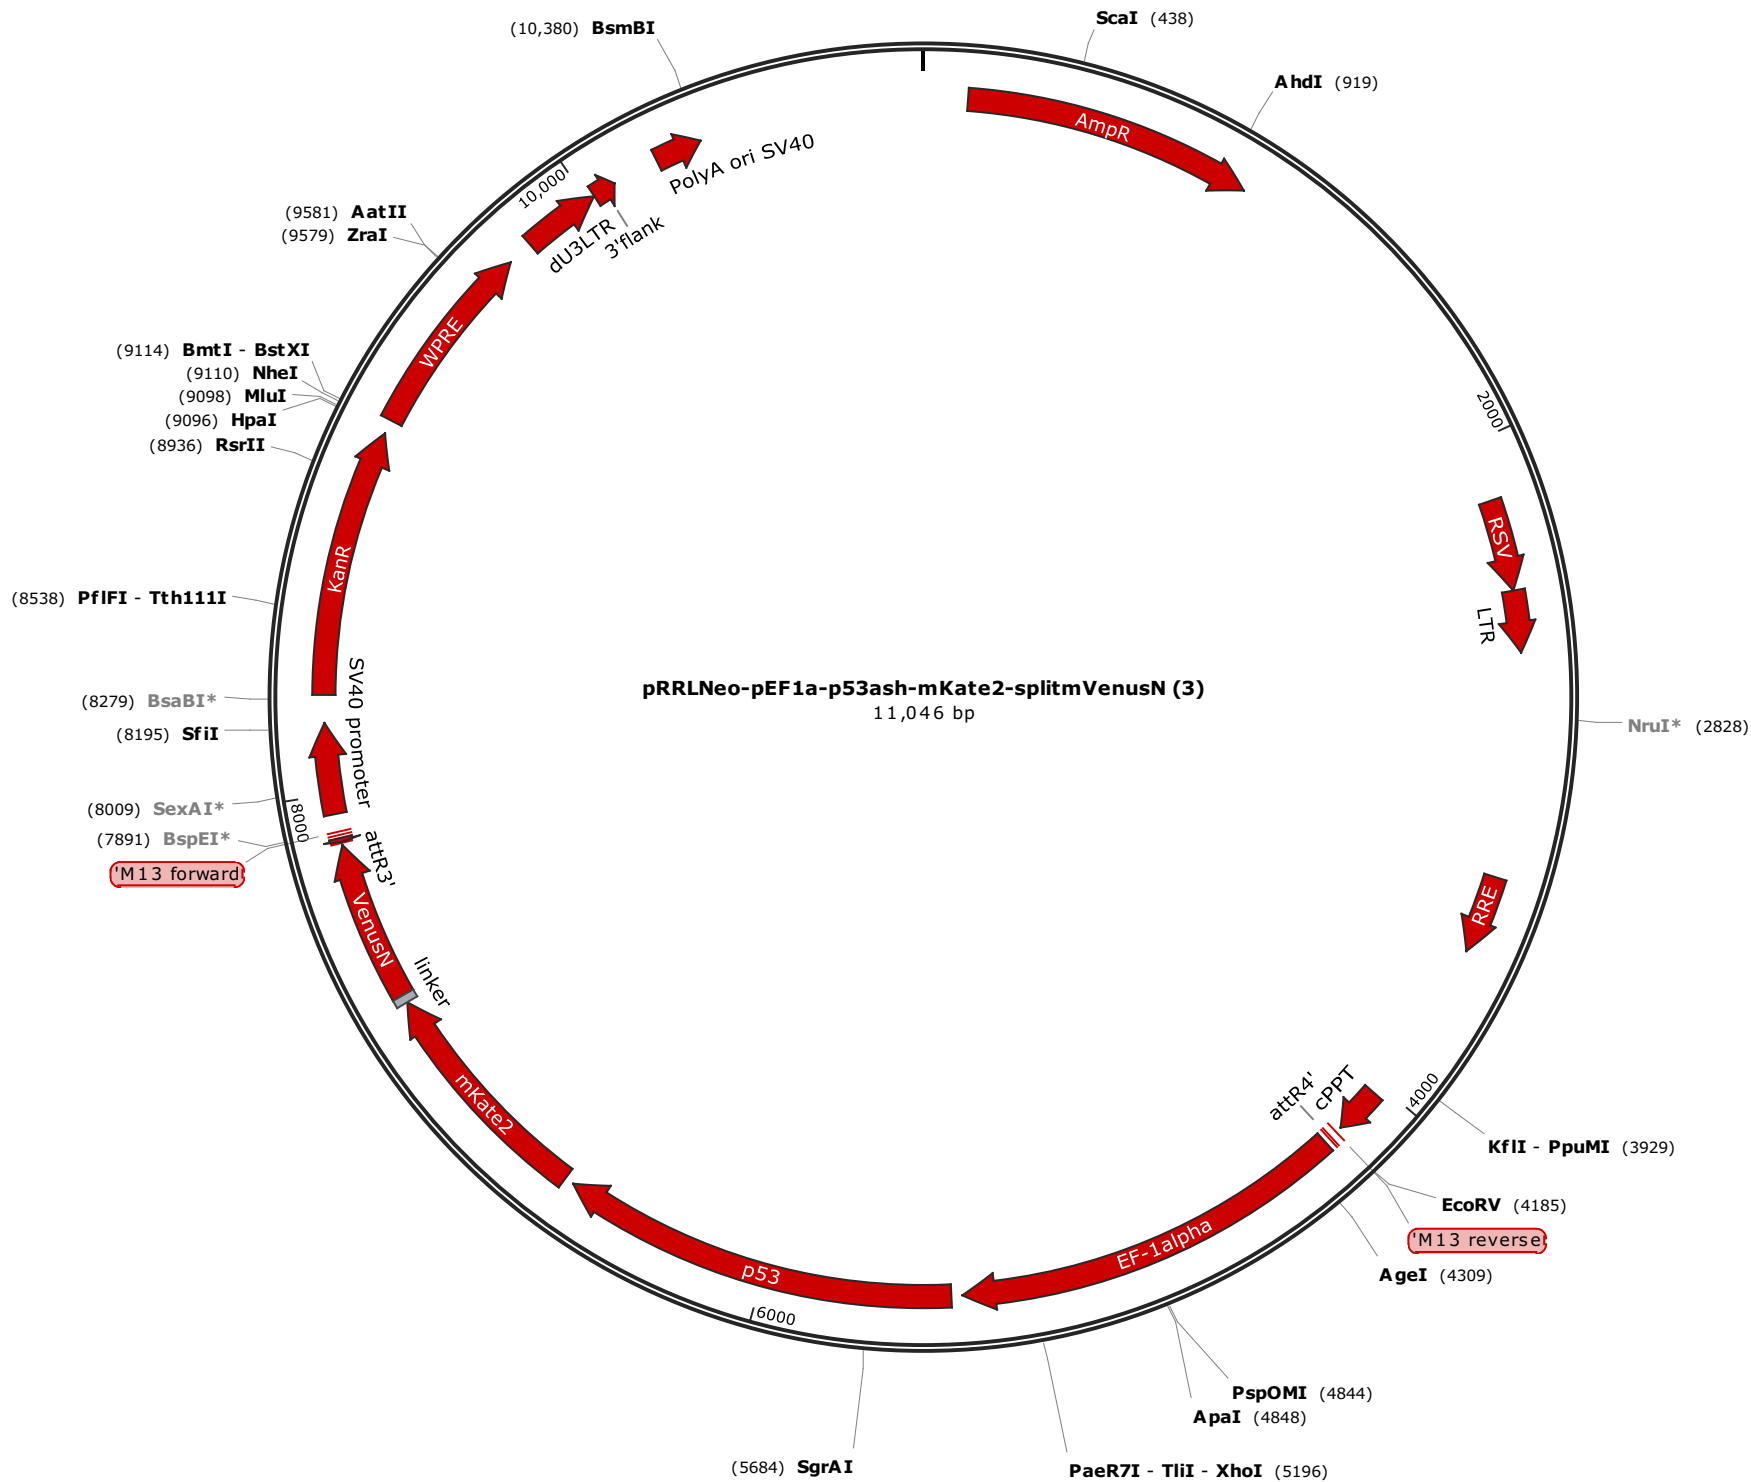 (10,380) BsmBI
ScaI (438)
AhdI (919)
AmpR
PolyA ori SV40
10,000
(9581) AatII
(9579) ZraI
dU3LTR
3'flank
WPRE
(9114) BmtI - BstXI
(9110) NheI
(9098) MluI
(9096) HpaI
(8936) RsrII
2000
KanR
RSV
LTR
(8538) PflFI - Tth111I
SV40 promoter
pRRLNeo-pEF1a-p53ash-mKate2-splitmVenusN (3)
11,046 bp
(8279) BsaBI*
(8195) SfiI
NruI* (2828)
(8009) SexAI*
8000
(7891) BspEI*
'M13 forward'
attR3'
VenusN
RRE
linker
mKate2
attR4'
cPPT
4000
KflI - PpuMI (3929)
EcoRV (4185)
'M13 reverse'
AgeI (4309)
EF-1alpha
p53
6000
PspOMI (4844)
ApaI (4848)
(5684) SgrAI
PaeR7I - TliI - XhoI (5196)